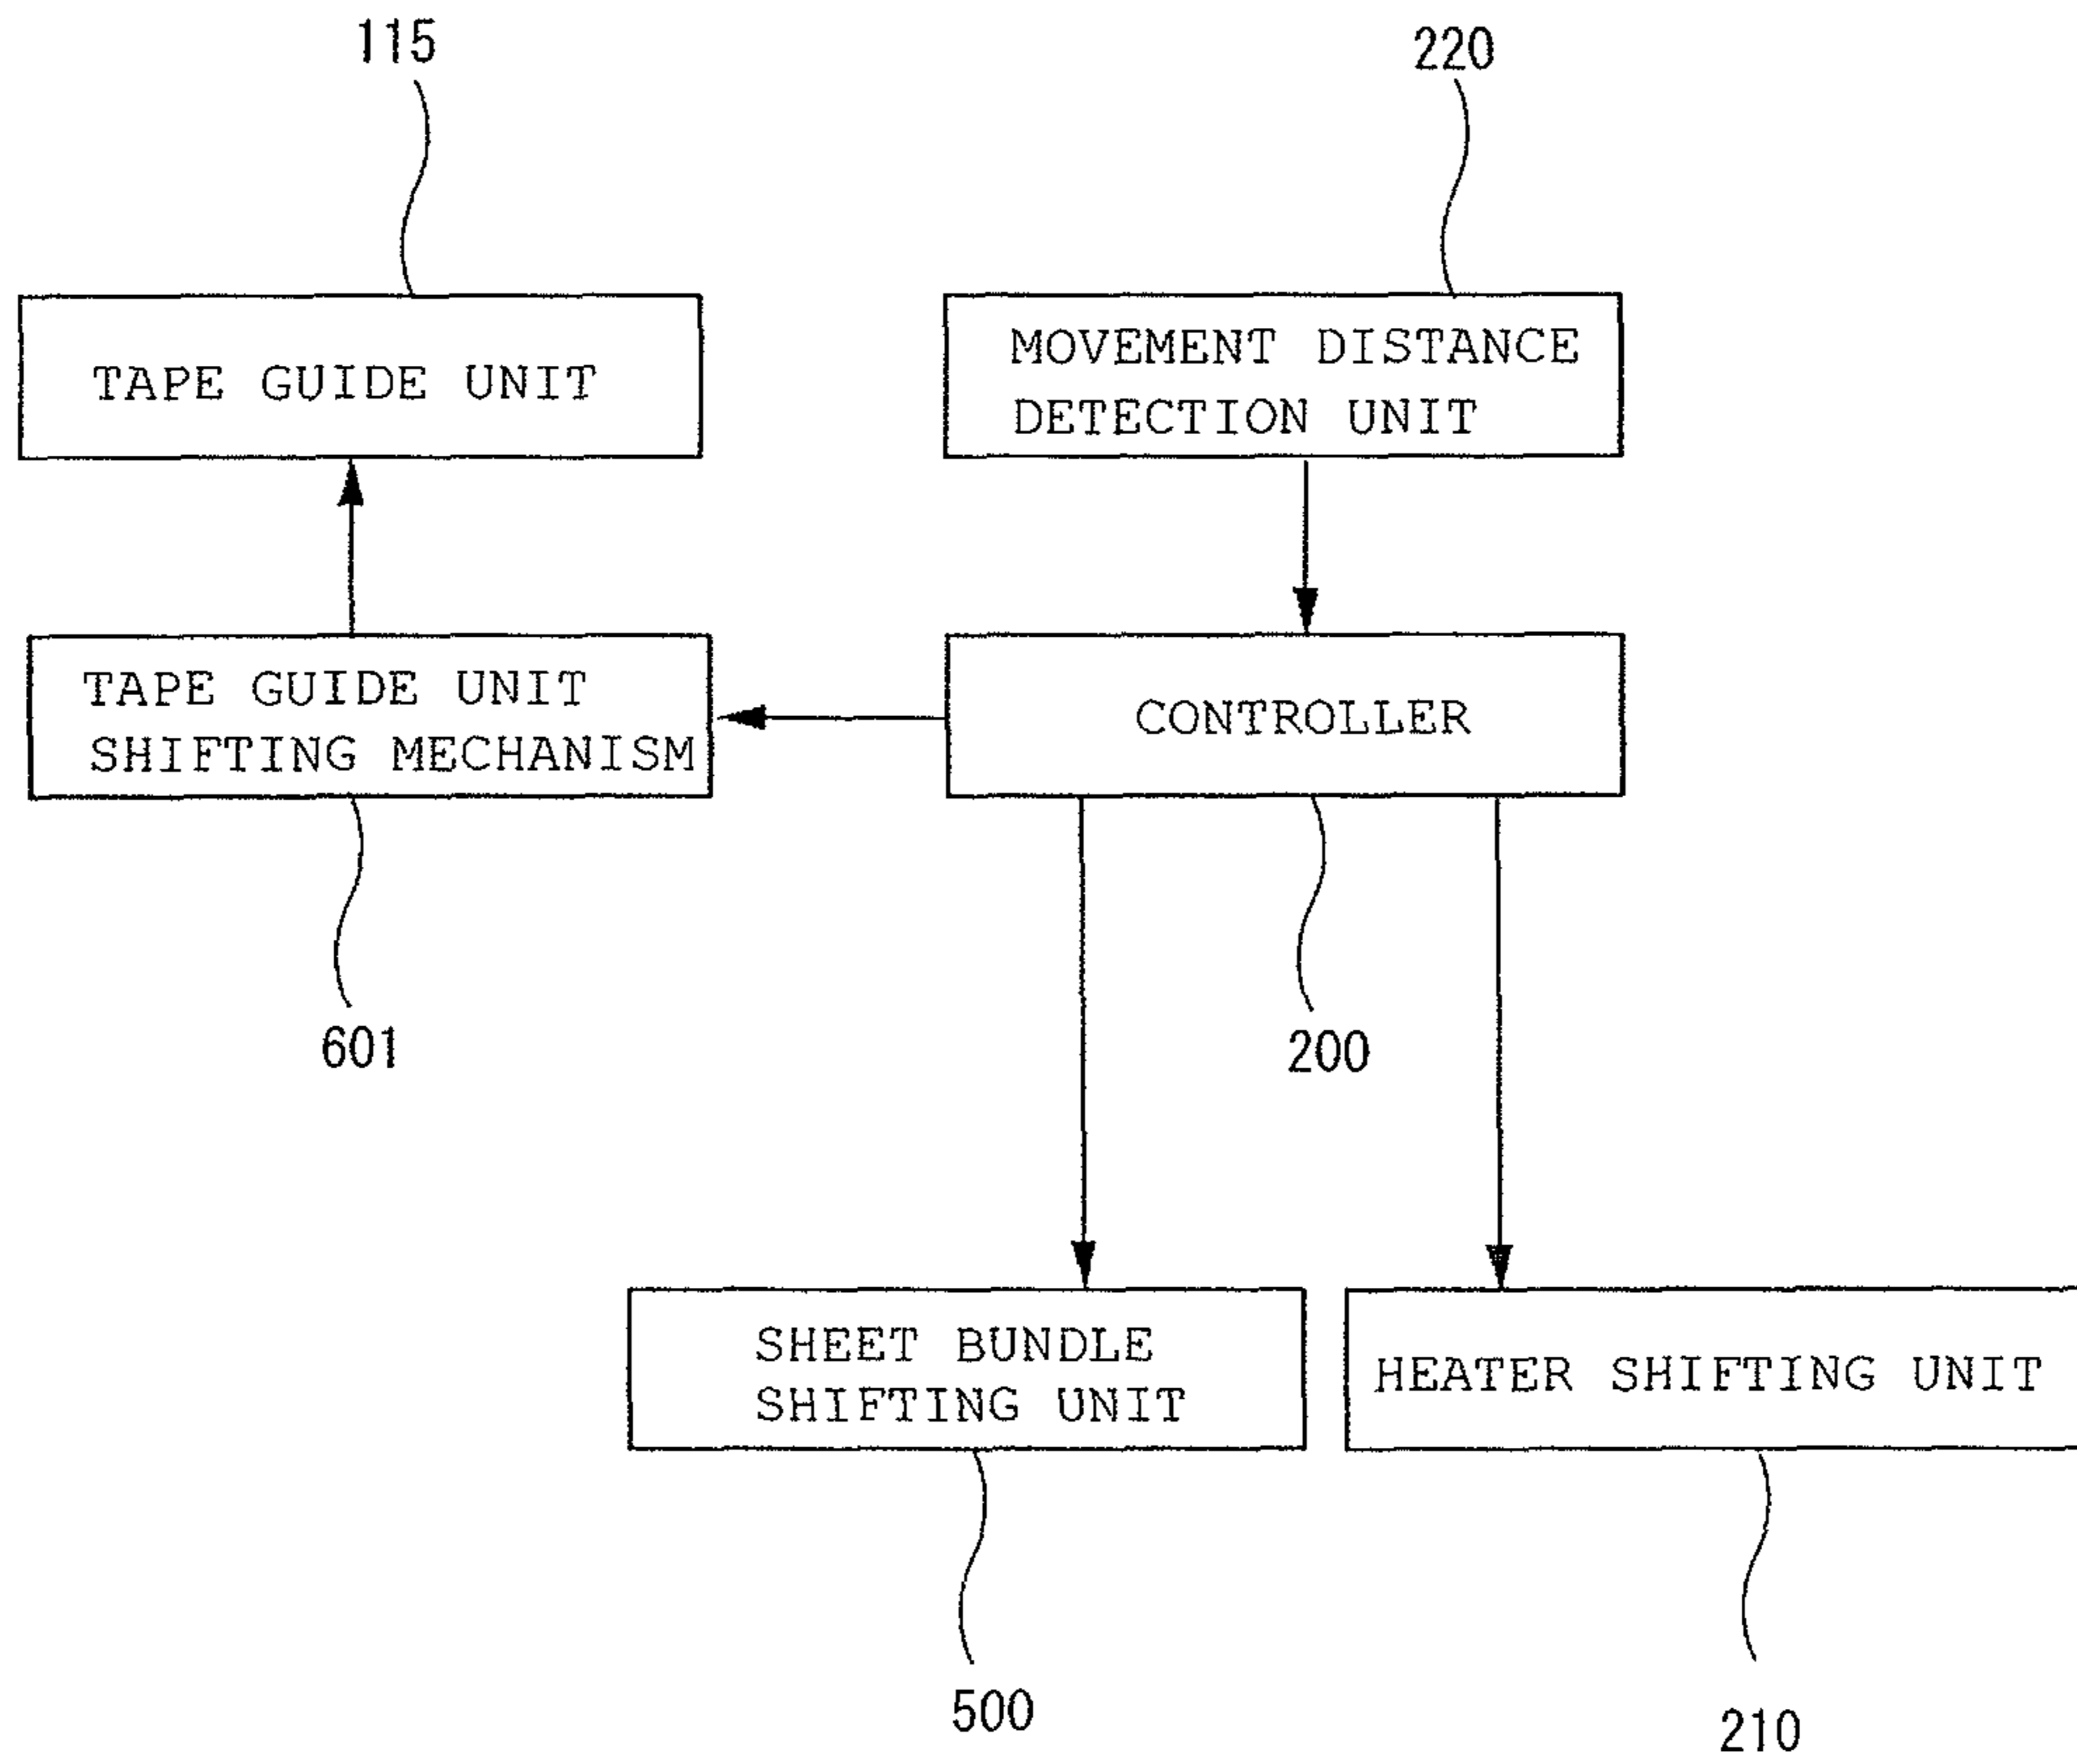 115
220
TAPE GUIDE UNIT
MOVEMENT DISTANCE
DETECTION UNIT
TAPE GUIDE UNIT
SHIFTING MECHANISM
CONTROLLER
601
200
SHEET BUNDLE
SHIFTING UNIT
HEATER SHIFTING UNIT
500
210